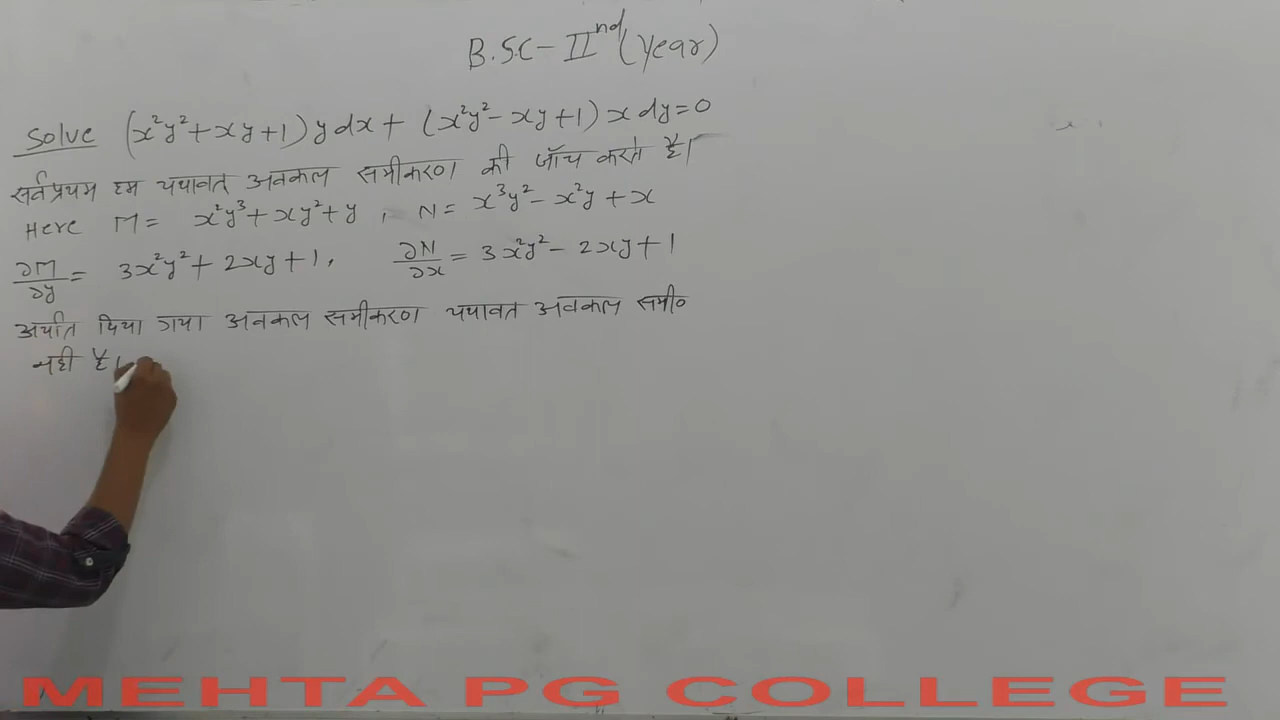 B.SC- IInd (year)
Solve (x²y²+xy+1) y dx + (x²y²-xy+1) x dy=0
सर्वप्रथम हम यथावत् अवकल समीकरण की जाँच करते है।
Here M = x²y³+xy²+y , N = x³y²-x²y+x
∂M/∂y = 3x²y²+2xy+1, ∂N/∂x = 3x²y²-2xy+1
अर्थात दिया गया अवकल समीकरण यथावत अवकल समी०
नही है।
MEHTA PG COLLEGE